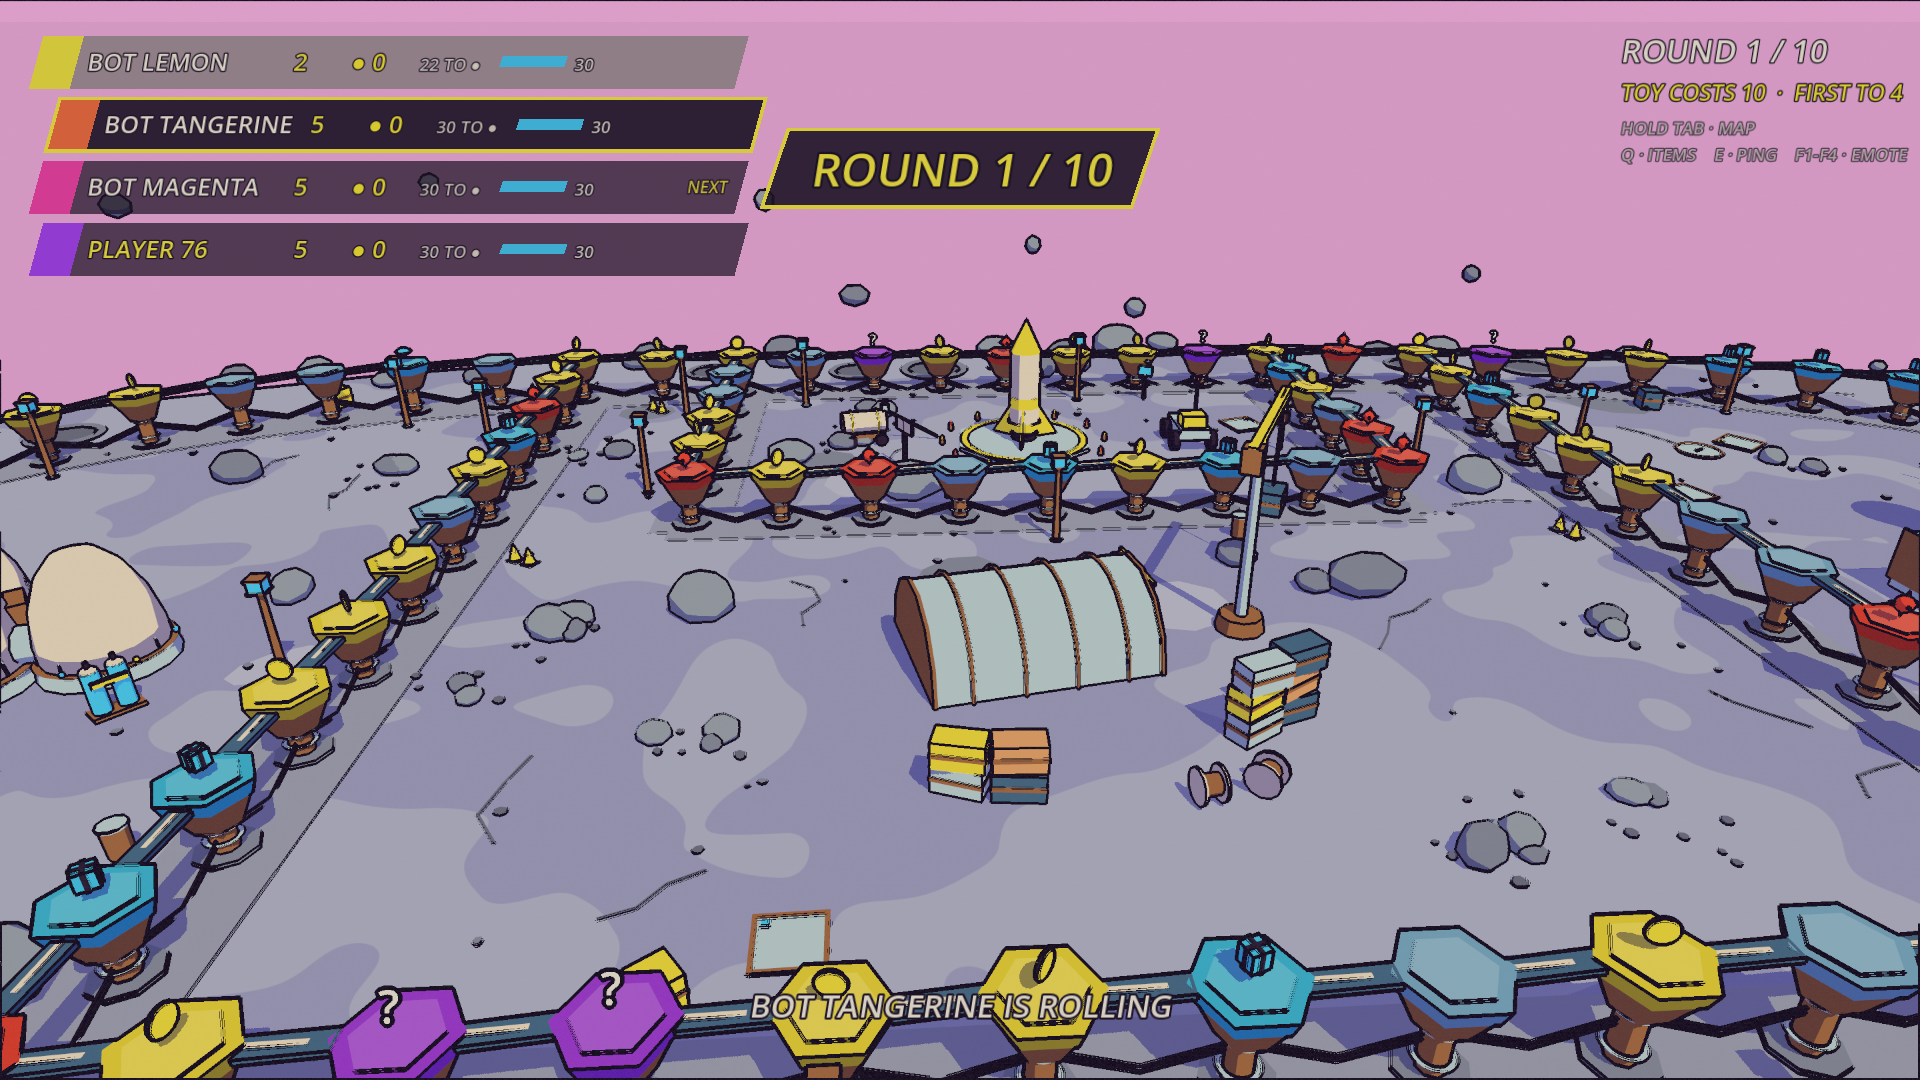 BOT LEMON 2 0 22 TO 30
BOT TANGERINE 5 0 30 TO 30
BOT MAGENTA 5 0 30 TO 30 NEXT
PLAYER 76 5 0 30 TO 30
ROUND 1 / 10
ROUND 1 / 10
TOY COSTS 10 · FIRST TO 4
HOLD TAB · MAP
Q · ITEMS E · PING F1-F4 · EMOTE
? ? ?
? ?
BOT TANGERINE IS ROLLING